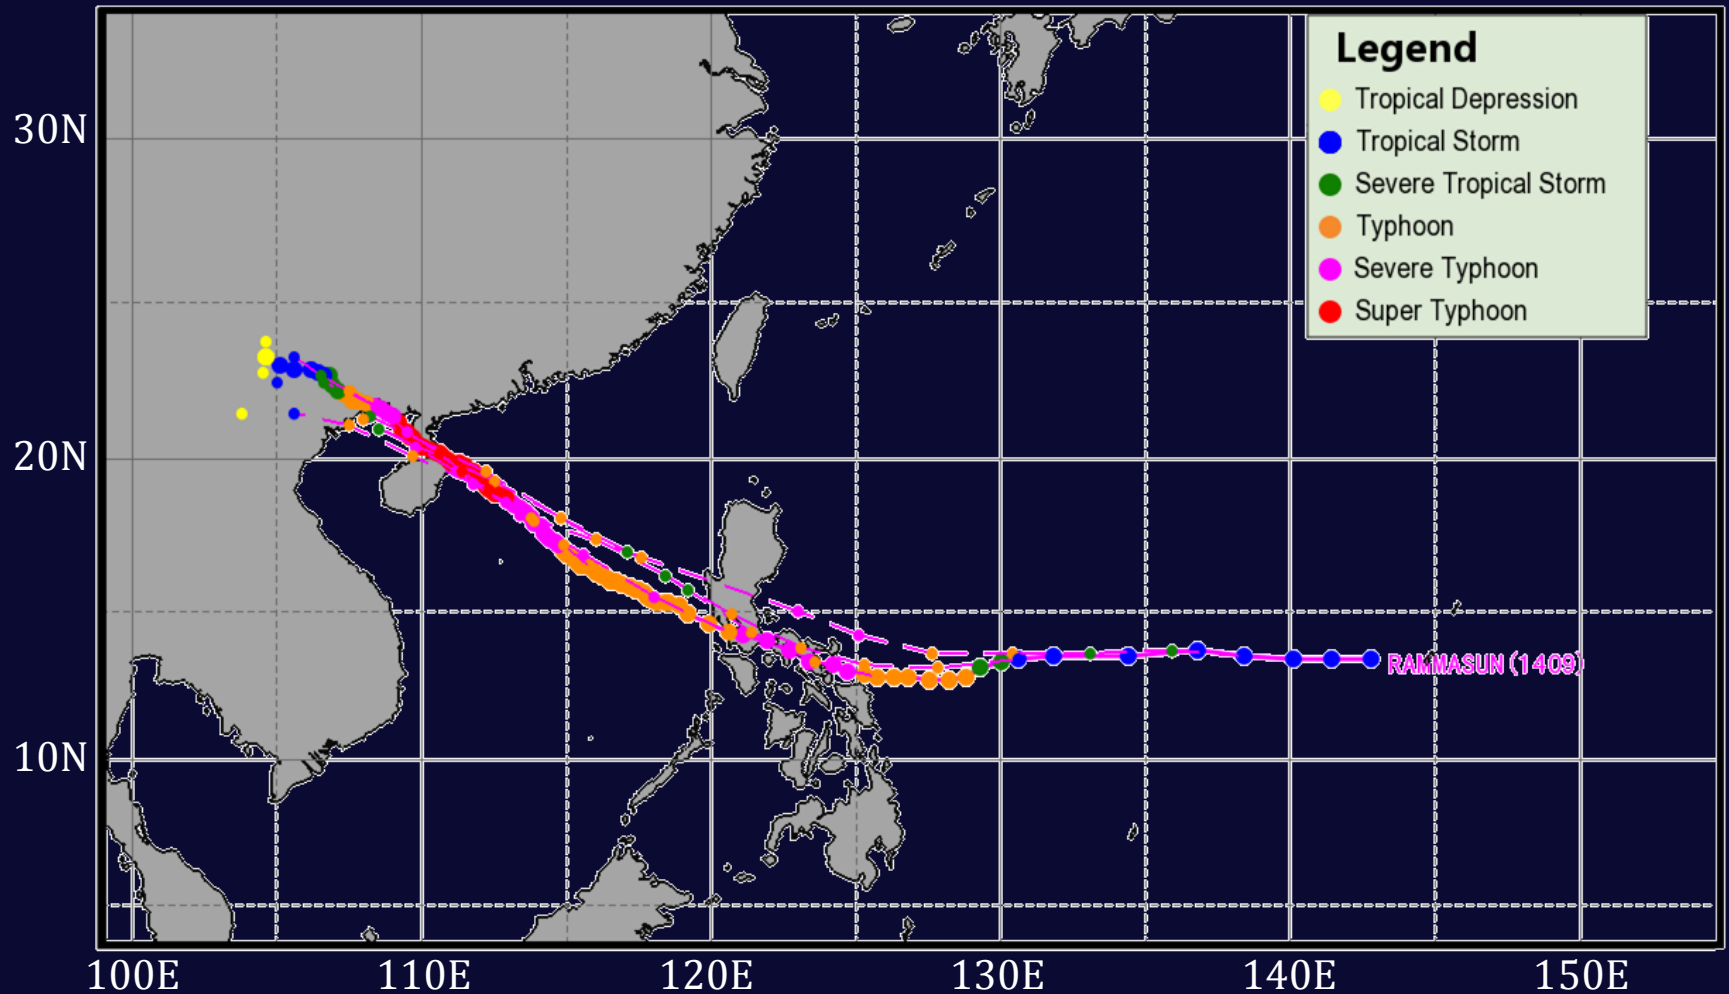 Legend
Tropical Depression
Tropical Storm
Severe Tropical Storm
Typhoon
Severe Typhoon
Super Typhoon
30N
20N
RAMMASUN (1409)
10N
100E 110E 120E 130E 140E 150E